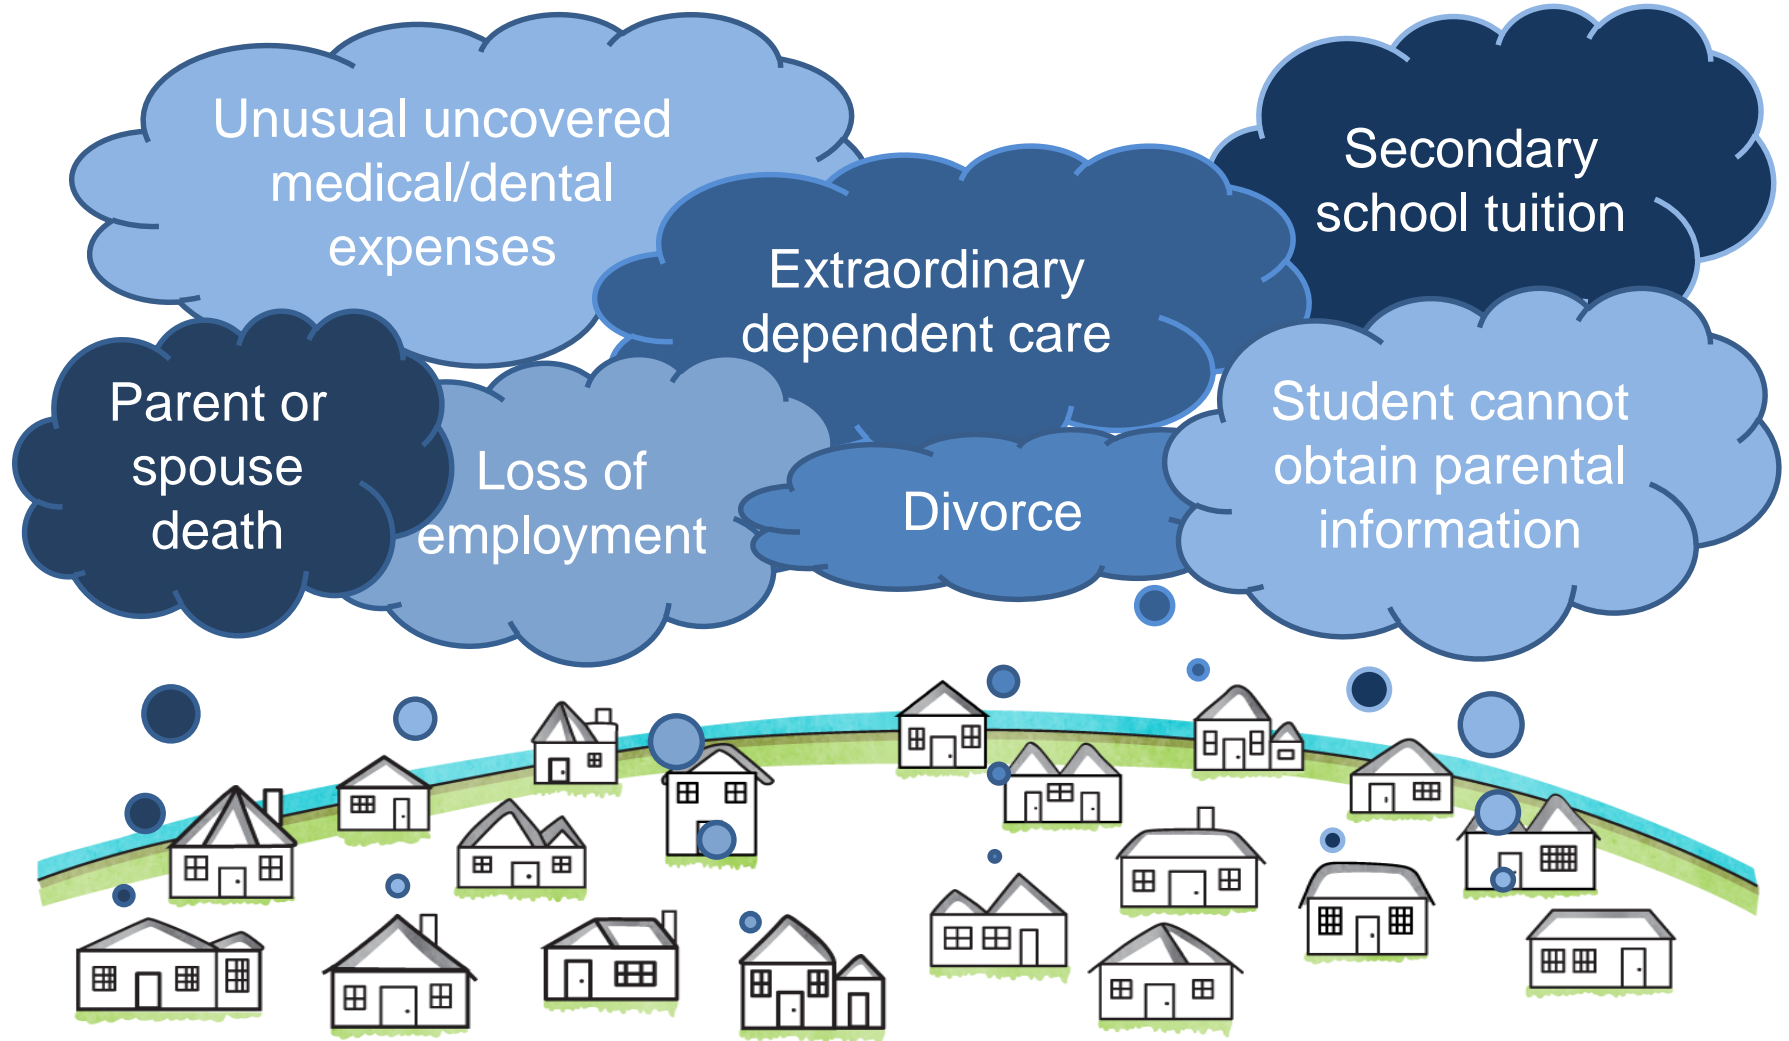 Unusual uncovered
medical/dental
expenses
Secondary
school tuition
Extraordinary
dependent care
Parent or
spouse
death
Loss of
employment
Divorce
Student cannot
obtain parental
information